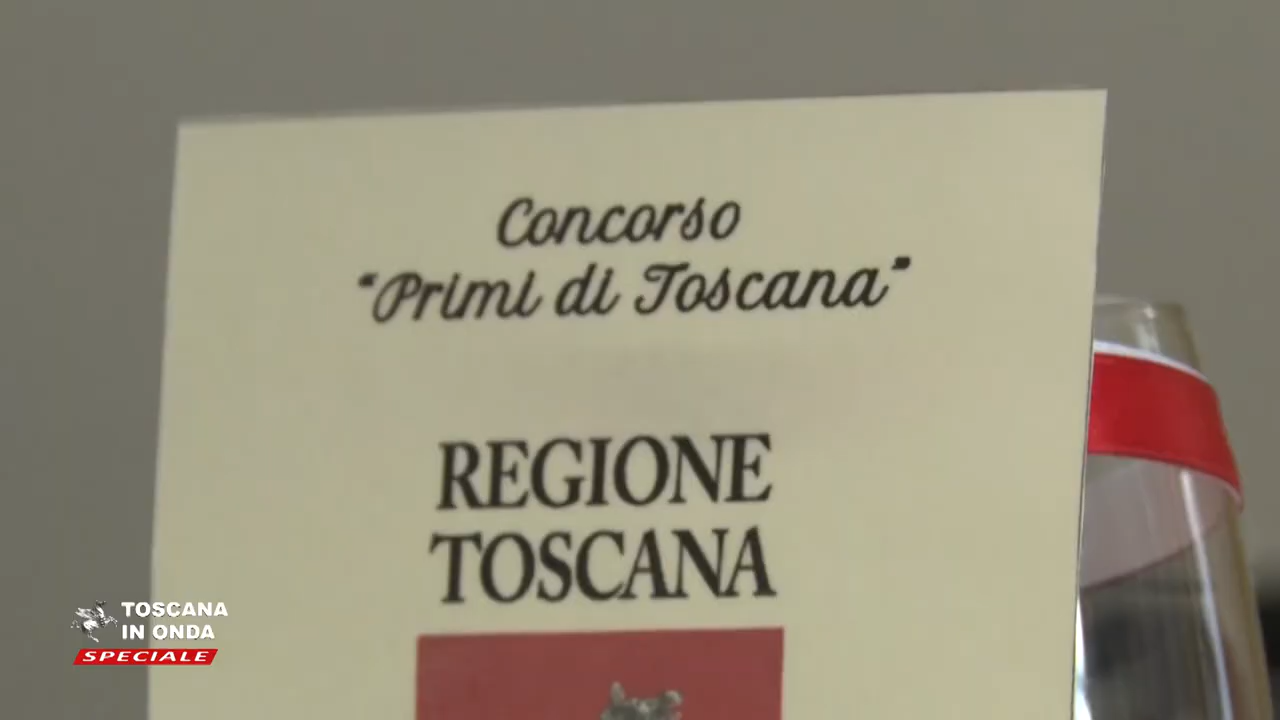 Concorso
“Primi di Toscana”
REGIONE
TOSCANA
TOSCANA
IN ONDA
SPECIALE